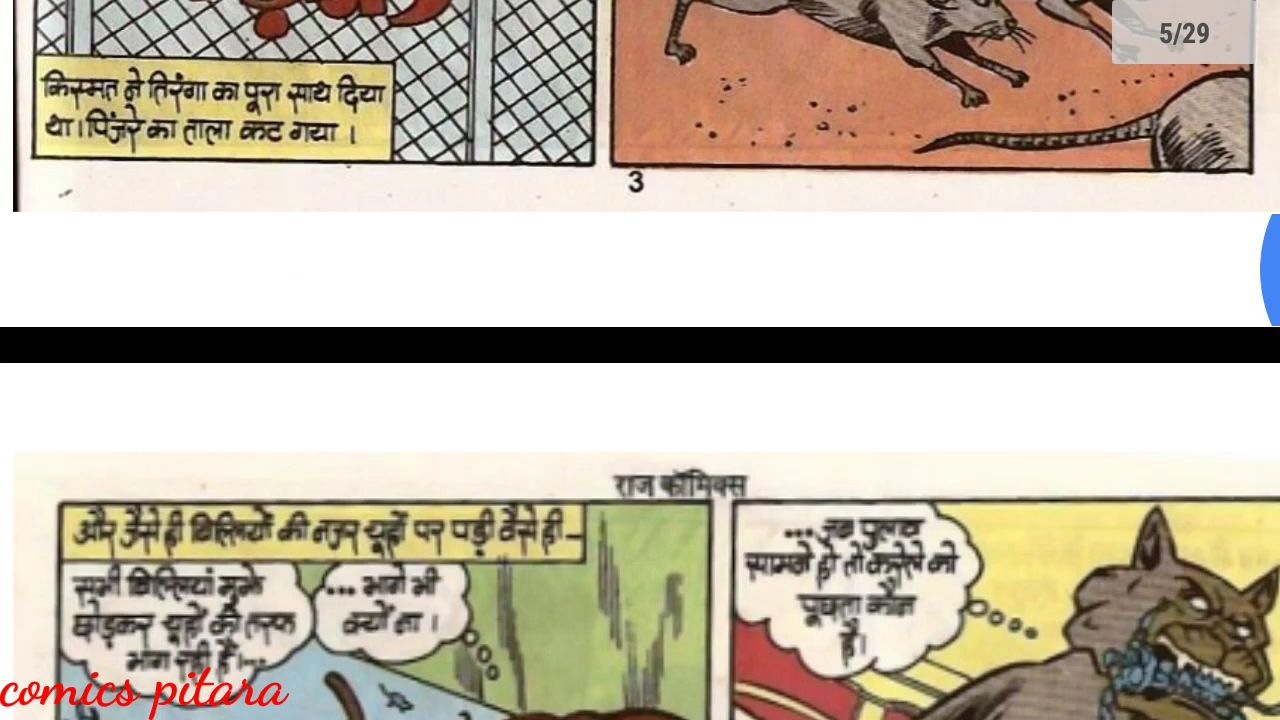 5/29
किस्मत ने तिरंगा का पूरा साथ दिया
था। पिंजरे का ताला कट गया।
3
राज कॉमिक्स
और जैसे ही बिल्लियों की नजर चूहों पर पड़ी वैसे ही-
सभी बिल्लियां मुझे
छोड़कर चूहों की तरफ
भाग रही हैं।...
... भागे भी
क्यों ना।
... जब पुलाव
सामने हो तो करेले को
पूछता कौन
है।
comics pitara